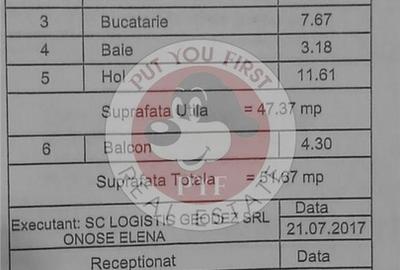 3 Bucatarie 7.67
4 Baie 3.18
5 Hol 11.61
Suprafata Utila = 47.37 mp
6 Balcon 4.30
Suprafata Totala = 51.67 mp
Executant: SC LOGISTIS GEODEZ SRL
ONOSE ELENA
Data
21.07.2017
Receptionat Data
PUT YOU FIRST
PYF
REAL ESTATE